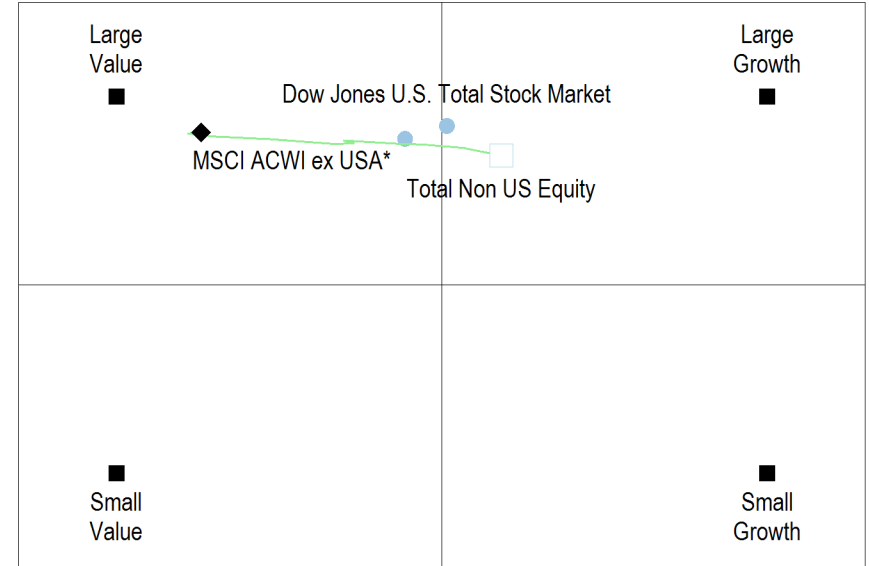 Large
Value
Large
Growth
Dow Jones U.S. Total Stock Market
MSCI ACWI ex USA*
Total Non US Equity
Small
Value
Small
Growth